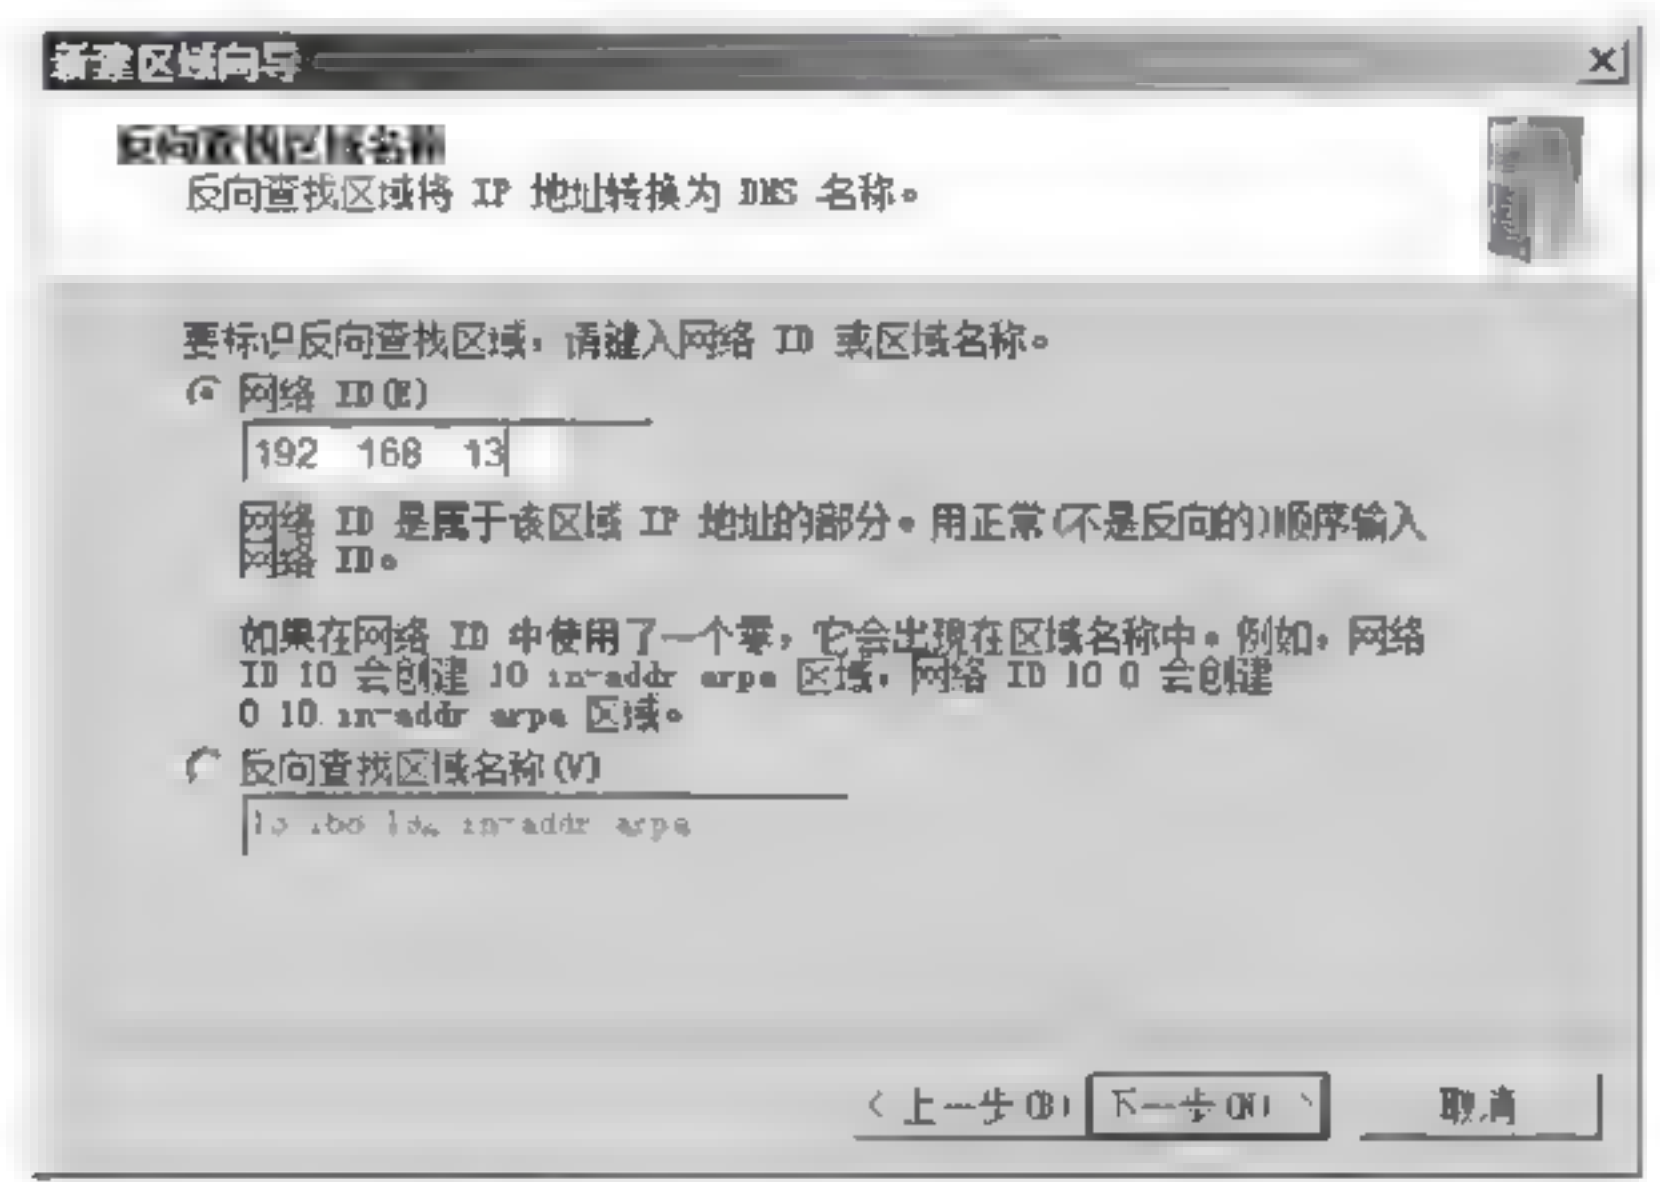 新建区域向导
反向查找区域名称
反向查找区域将 IP 地址转换为 DNS 名称。
要标识反向查找区域，请键入网络 ID 或区域名称。
网络 ID(E)
192 168 13
网络 ID 是属于该区域 IP 地址的部分。用正常(不是反向的)顺序输入
网络 ID。
如果在网络 ID 中使用了一个零，它会出现在区域名称中。例如，网络
ID 10 会创建 10 in-addr arpa 区域，网络 ID 10 0 会创建
0 10. in-addr arpa 区域。
反向查找区域名称(V)
in-addr arpa
< 上一步(B) 下一步(N) > 取消